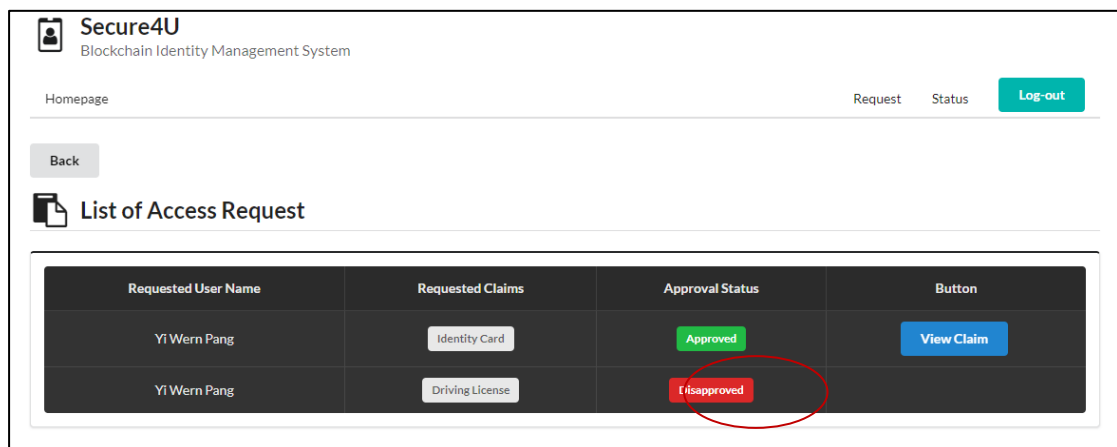 Secure4U
Blockchain Identity Management System
Homepage Request Status Log-out
Back
List of Access Request
Requested User Name Requested Claims Approval Status Button
Yi Wern Pang Identity Card Approved View Claim
Yi Wern Pang Driving License Disapproved